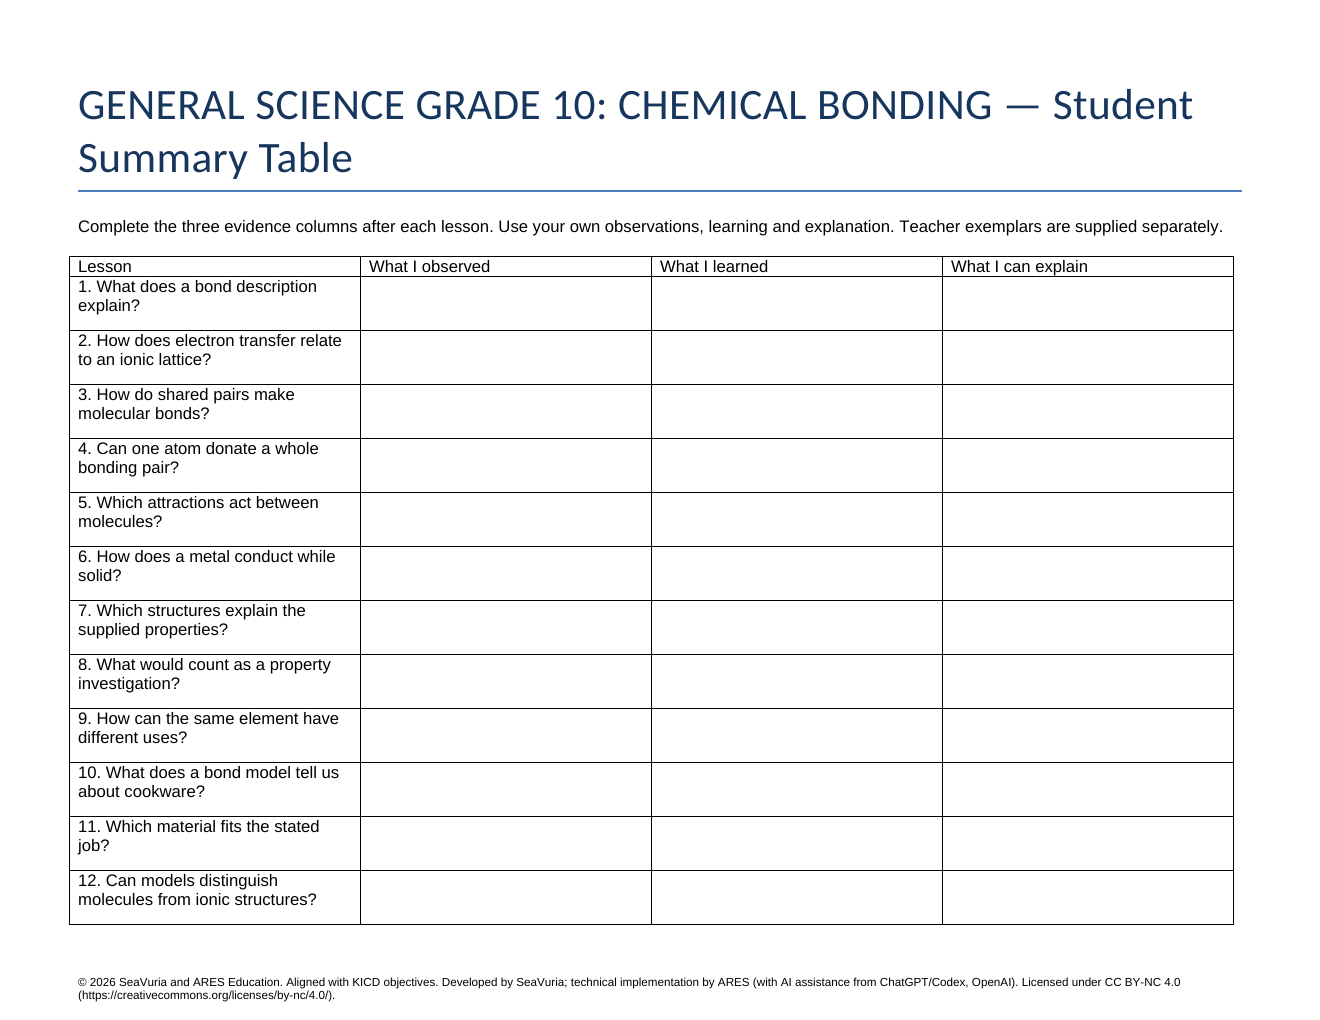 GENERAL SCIENCE GRADE 10: CHEMICAL BONDING — Student
Summary Table
Complete the three evidence columns after each lesson. Use your own observations, learning and explanation. Teacher exemplars are supplied separately.
Lesson What I observed What I learned What I can explain
1. What does a bond description
explain?
2. How does electron transfer relate
to an ionic lattice?
3. How do shared pairs make
molecular bonds?
4. Can one atom donate a whole
bonding pair?
5. Which attractions act between
molecules?
6. How does a metal conduct while
solid?
7. Which structures explain the
supplied properties?
8. What would count as a property
investigation?
9. How can the same element have
different uses?
10. What does a bond model tell us
about cookware?
11. Which material fits the stated
job?
12. Can models distinguish
molecules from ionic structures?
© 2026 SeaVuria and ARES Education. Aligned with KICD objectives. Developed by SeaVuria; technical implementation by ARES (with AI assistance from ChatGPT/Codex, OpenAI). Licensed under CC BY-NC 4.0
(https://creativecommons.org/licenses/by-nc/4.0/).